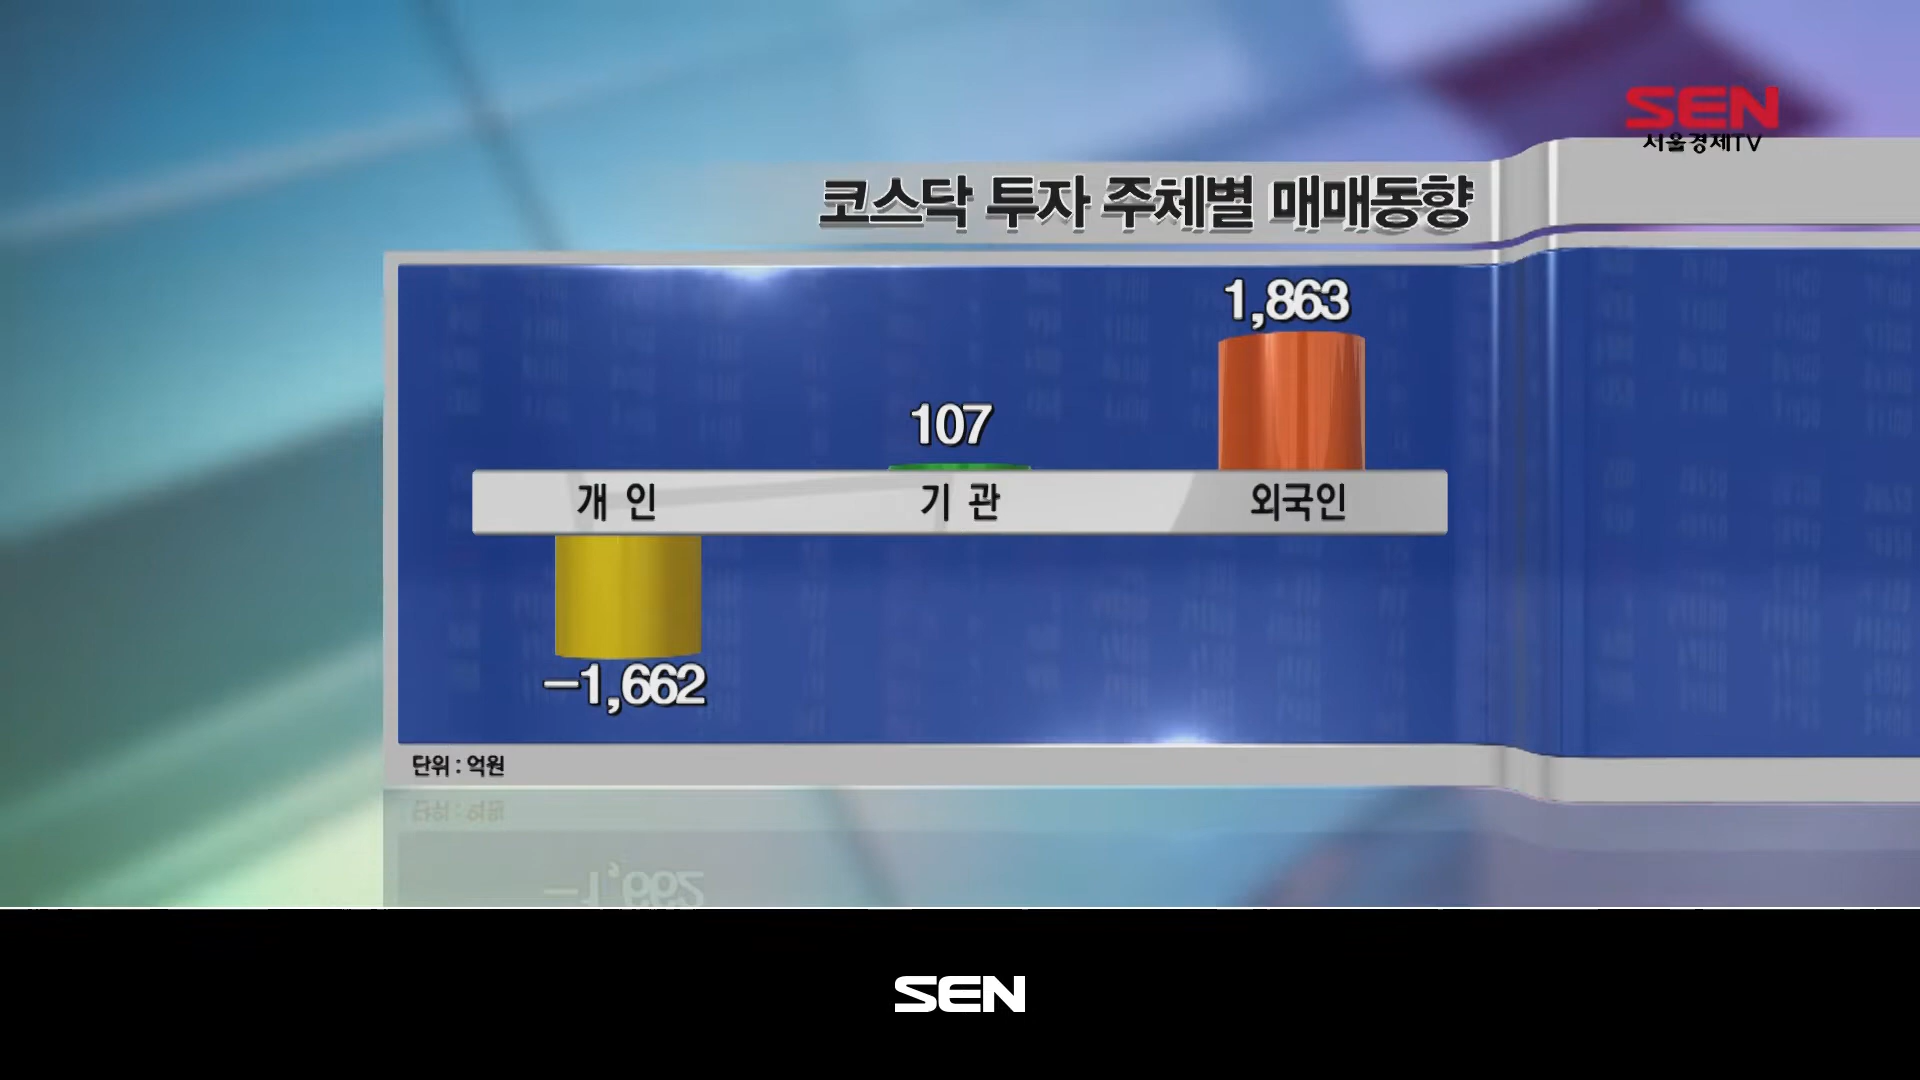 SEN
서울경제TV
코스닥 투자 주체별 매매동향
1,863
107
개 인
기 관
외국인
-1,662
단위 : 억원
SEN